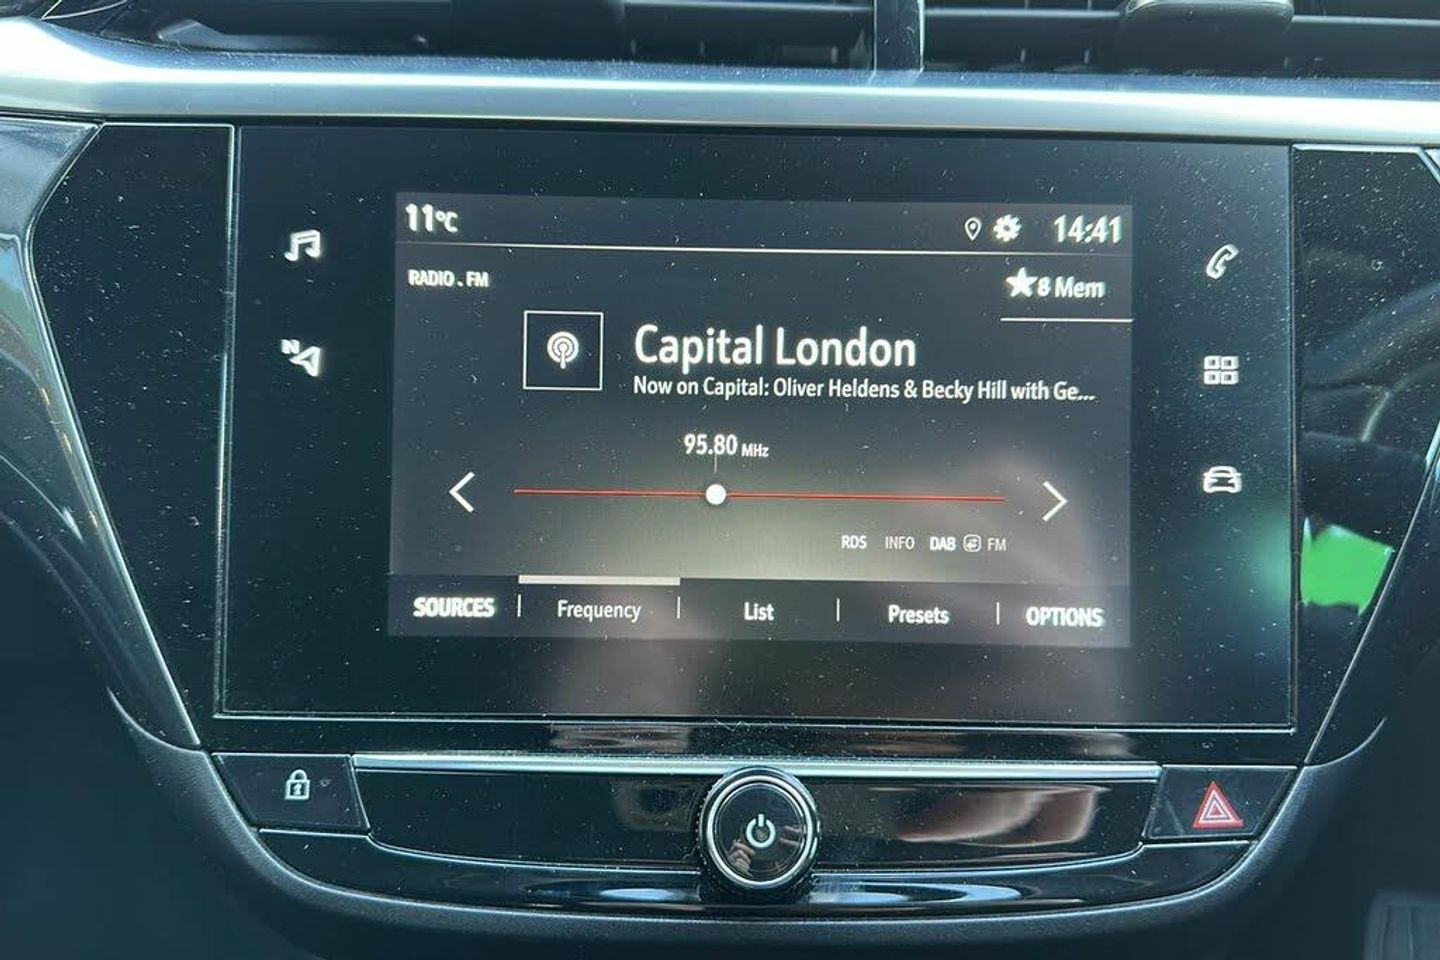 11°C 14:41
RADIO . FM 8 Mem
Capital London
Now on Capital: Oliver Heldens & Becky Hill with Ge...
95.80 MHz
RDS INFO DAB FM
SOURCES Frequency List Presets OPTIONS
N